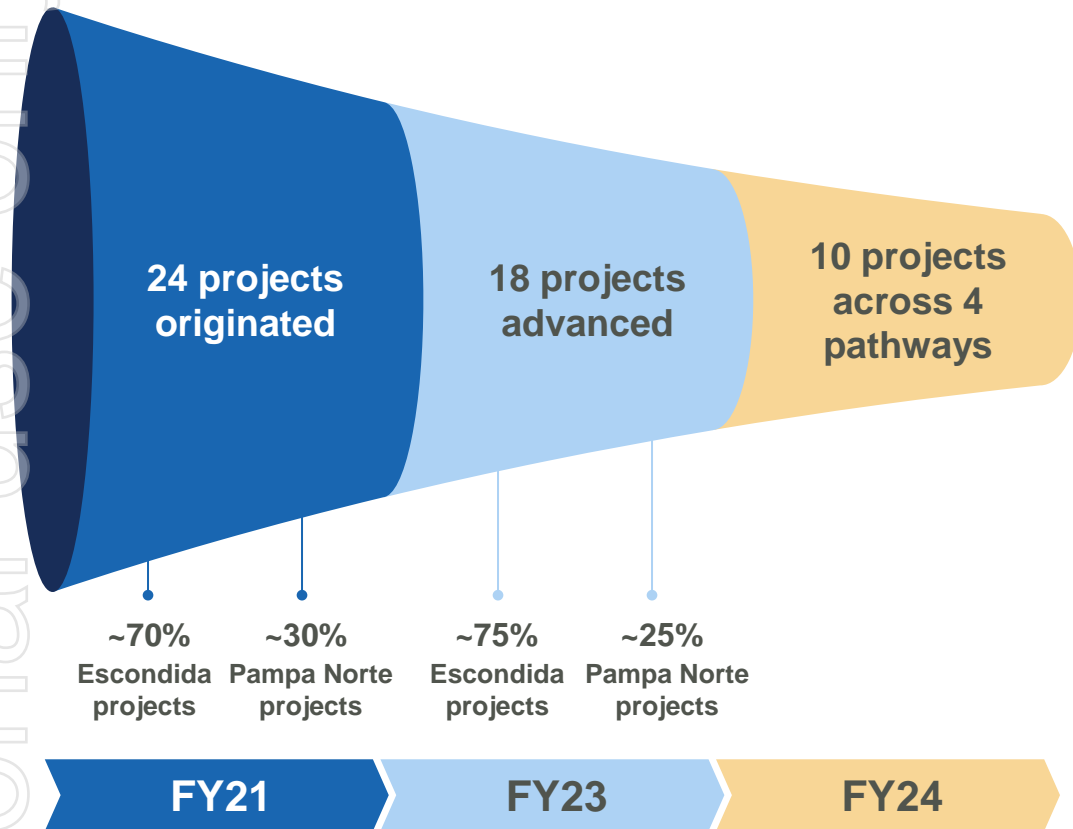 24 projects
originated
18 projects
advanced
10 projects
across 4
pathways
~70%
Escondida
projects
~30%
Pampa Norte
projects
~75%
Escondida
projects
~25%
Pampa Norte
projects
FY21
FY23
FY24